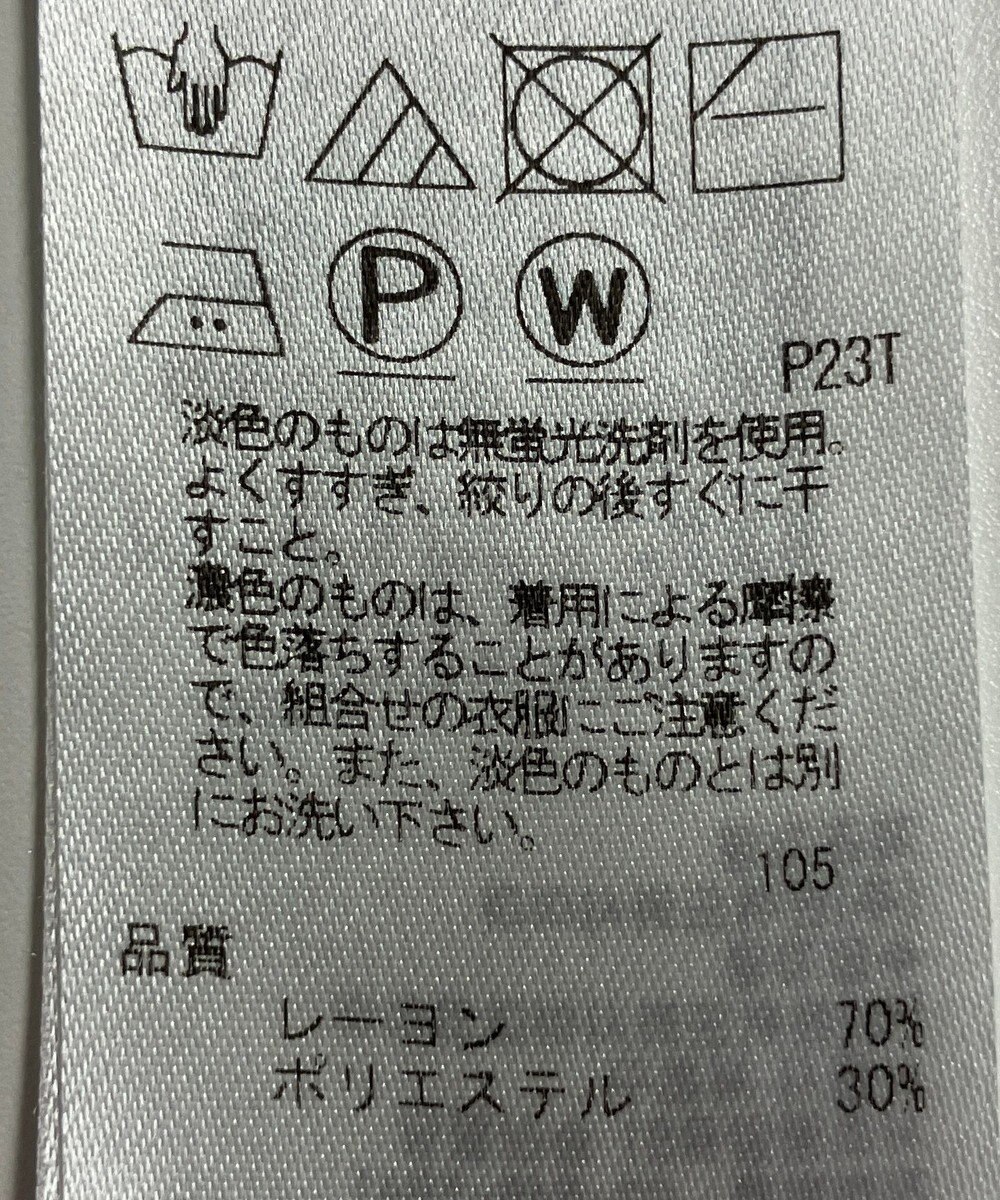 P W
P23T
淡色のものは無蛍光洗剤を使用。
よくすすぎ、絞りの後すぐに干
すこと。
濃色のものは、着用による摩擦
で色落ちすることがありますの
で、組合せの衣服にご注意くだ
さい。また、淡色のものとは別
にお洗い下さい。
105
品質
レーヨン 70%
ポリエステル 30%